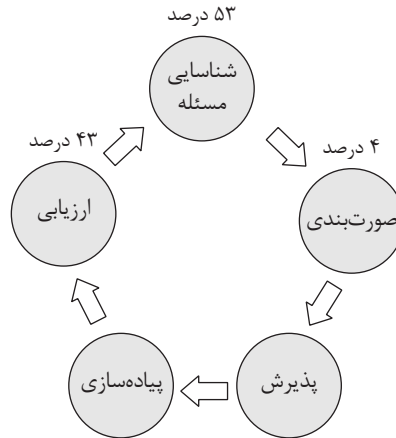 ۵۳ درصد
شناسایی
مسئله
۴ درصد
صورت‌بندی
پذیرش
پیاده‌سازی
۴۳ درصد
ارزیابی